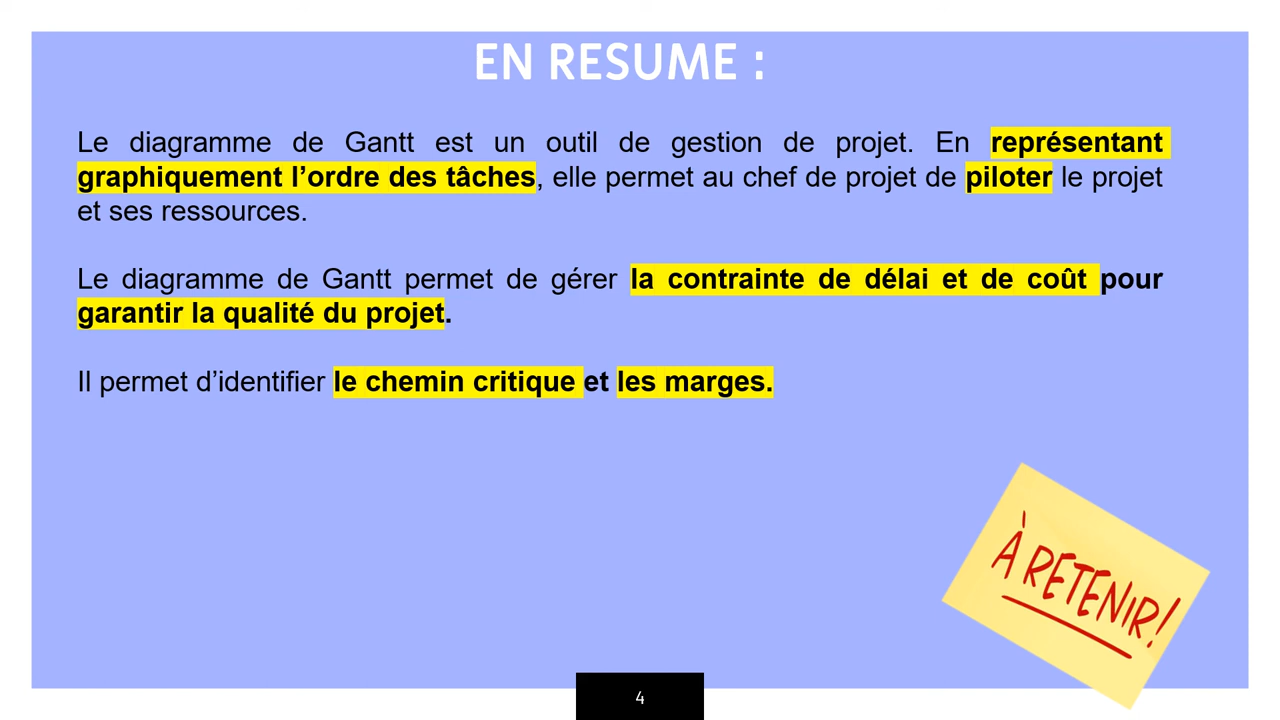 EN RESUME :
Le diagramme de Gantt est un outil de gestion de projet. En représentant
graphiquement l’ordre des tâches, elle permet au chef de projet de piloter le projet
et ses ressources.
Le diagramme de Gantt permet de gérer la contrainte de délai et de coût pour
garantir la qualité du projet.
Il permet d’identifier le chemin critique et les marges.
À RETENIR!
4